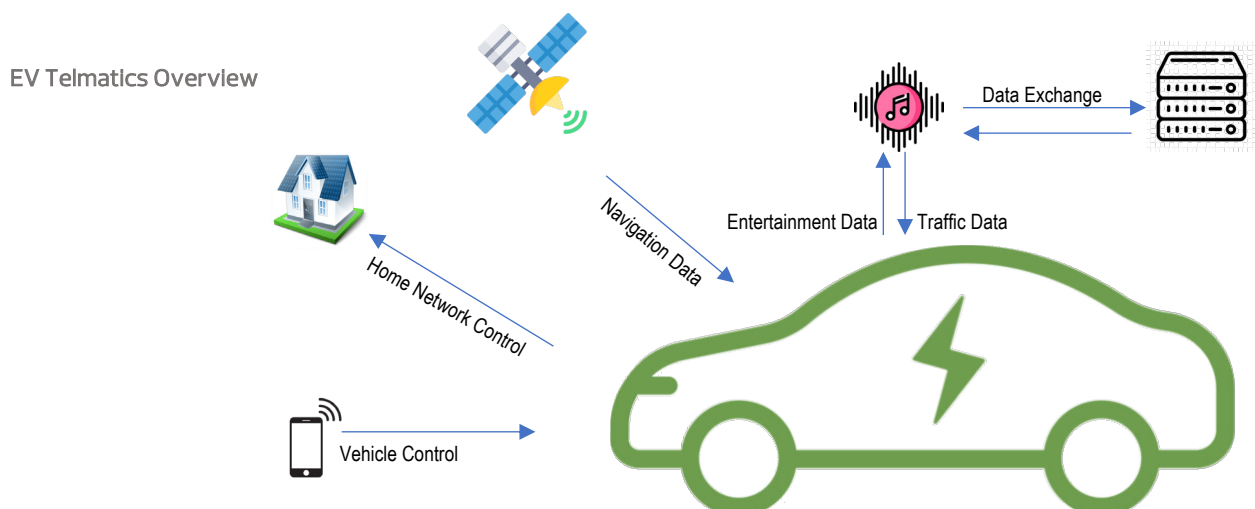 EV Telmatics Overview
Data Exchange
Navigation Data
Entertainment Data
Traffic Data
Home Network Control
Vehicle Control